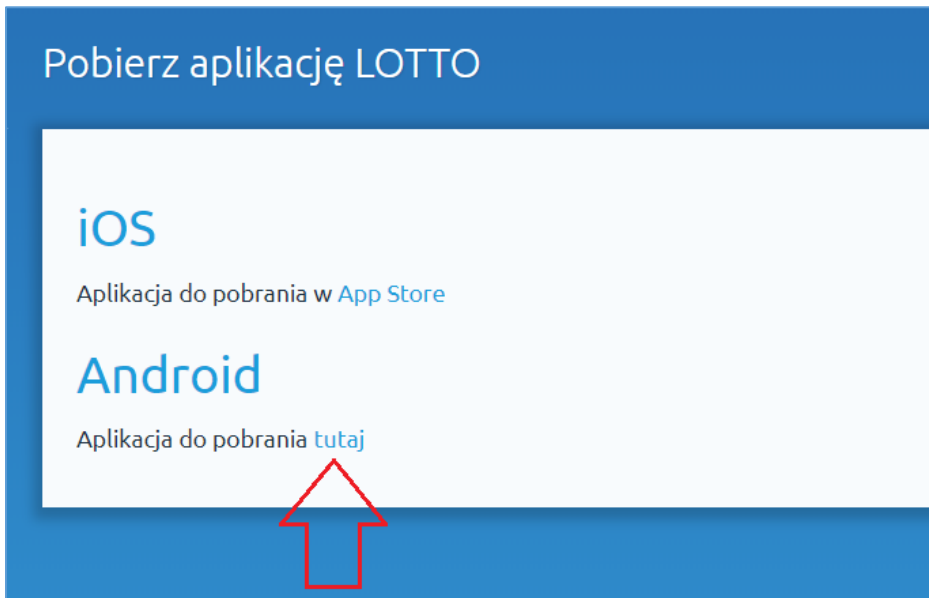 Pobierz aplikację LOTTO
iOS
Aplikacja do pobrania w App Store
Android
Aplikacja do pobrania tutaj